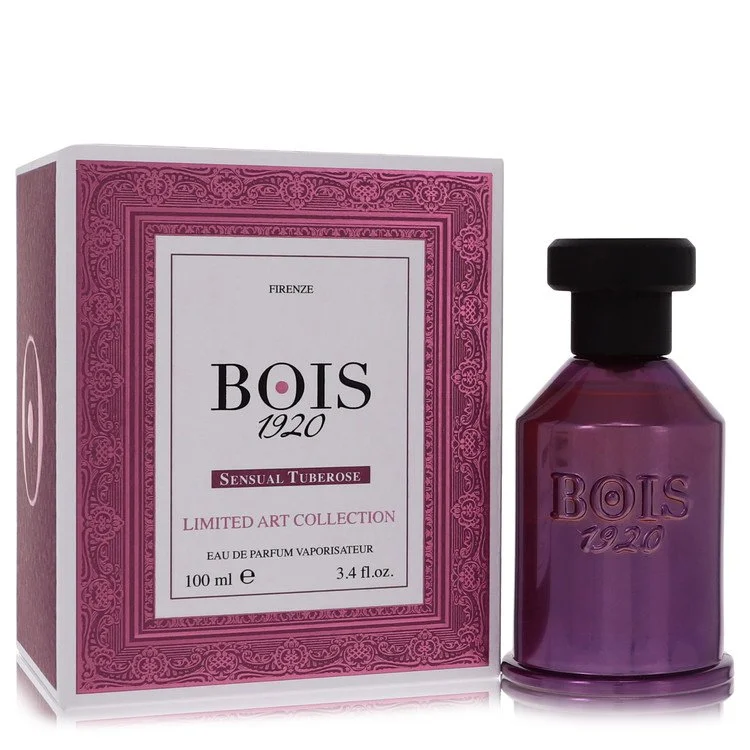 FIRENZE
BOIS
1920
SENSUAL TUBEROSE
LIMITED ART COLLECTION
EAU DE PARFUM VAPORISATEUR
100 ml ℮ 3.4 fl.oz.
BOIS
1920